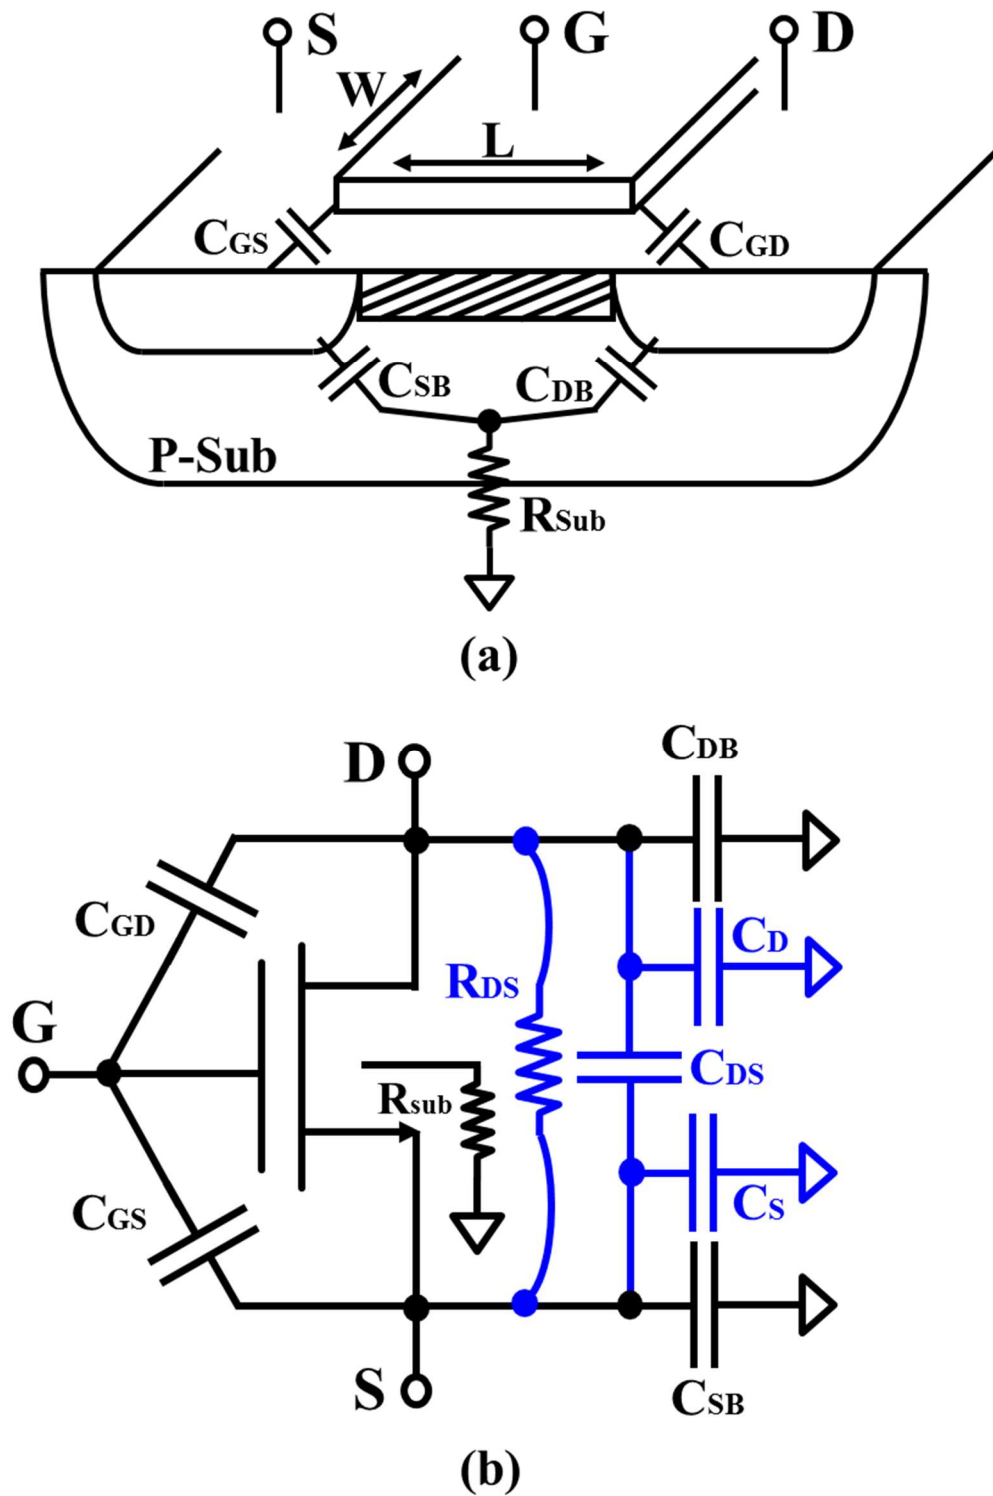 S G D
W
L
CGS CGD
CSB CDB
P-Sub
RSub
(a)
CDB
D
CGD
CD
RDS
G
CDS
Rsub
CGS
CS
S
CSB
(b)